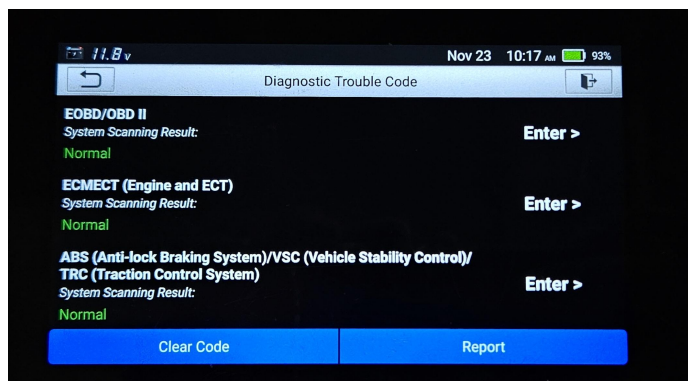 11.8 v
Nov 23 10:17 AM 93%
Diagnostic Trouble Code
EOBD/OBD II
System Scanning Result:
Enter >
Normal
ECMECT (Engine and ECT)
System Scanning Result:
Enter >
Normal
ABS (Anti-lock Braking System)/VSC (Vehicle Stability Control)/
TRC (Traction Control System)
Enter >
System Scanning Result:
Normal
Clear Code
Report